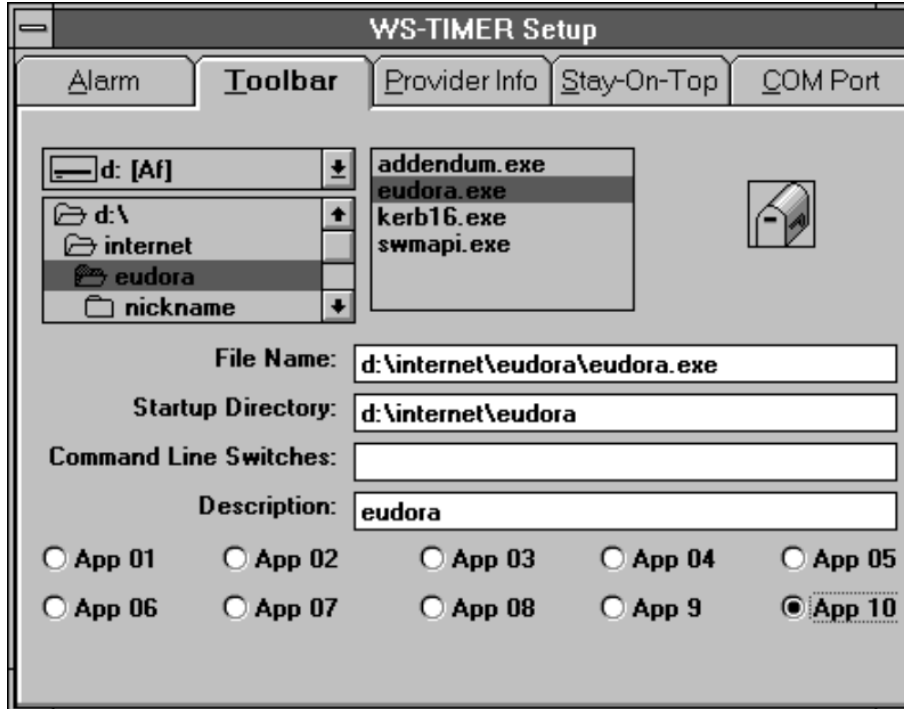 WS-TIMER Setup
Alarm
Toolbar
Provider Info
Stay-On-Top
COM Port
d: [Af]
d:\
internet
eudora
nickname
addendum.exe
eudora.exe
kerb16.exe
swmapi.exe
File Name: d:\internet\eudora\eudora.exe
Startup Directory: d:\internet\eudora
Command Line Switches:
Description: eudora
App 01 App 02 App 03 App 04 App 05
App 06 App 07 App 08 App 9 App 10